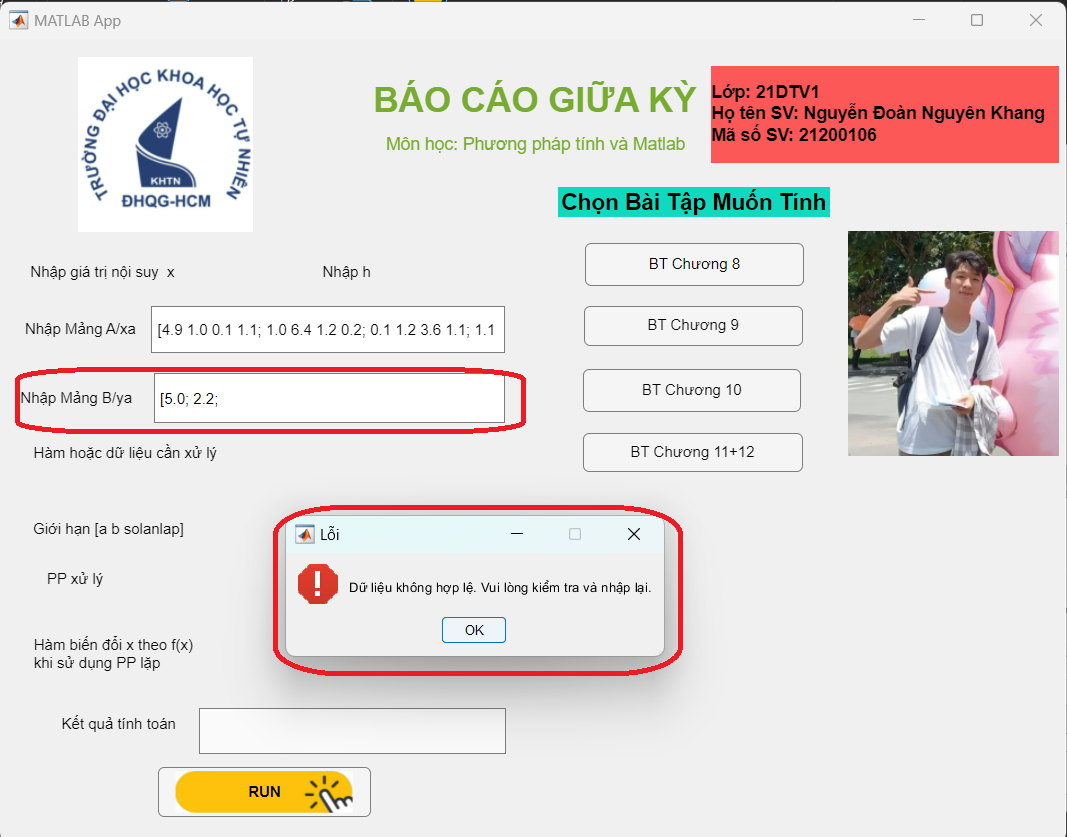 MATLAB App
TRƯỜNG ĐẠI HỌC KHOA HỌC TỰ NHIÊN
KHTN
ĐHQG-HCM
BÁO CÁO GIỮA KỲ
Môn học: Phương pháp tính và Matlab
Lớp: 21DTV1
Họ tên SV: Nguyễn Đoàn Nguyên Khang
Mã số SV: 21200106
Chọn Bài Tập Muốn Tính
Nhập giá trị nội suy x
Nhập h
BT Chương 8
Nhập Mảng A/xa
[4.9 1.0 0.1 1.1; 1.0 6.4 1.2 0.2; 0.1 1.2 3.6 1.1; 1.1
BT Chương 9
Nhập Mảng B/ya
[5.0; 2.2;
BT Chương 10
Hàm hoặc dữ liệu cần xử lý
BT Chương 11+12
Giới hạn [a b solanlap]
Lỗi
PP xử lý
Dữ liệu không hợp lệ. Vui lòng kiểm tra và nhập lại.
OK
Hàm biến đổi x theo f(x)
khi sử dụng PP lặp
Kết quả tính toán
RUN